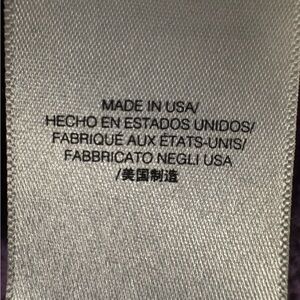 MADE IN USA/
HECHO EN ESTADOS UNIDOS/
FABRIQUÉ AUX ÉTATS-UNIS/
FABBRICATO NEGLI USA
/美国制造